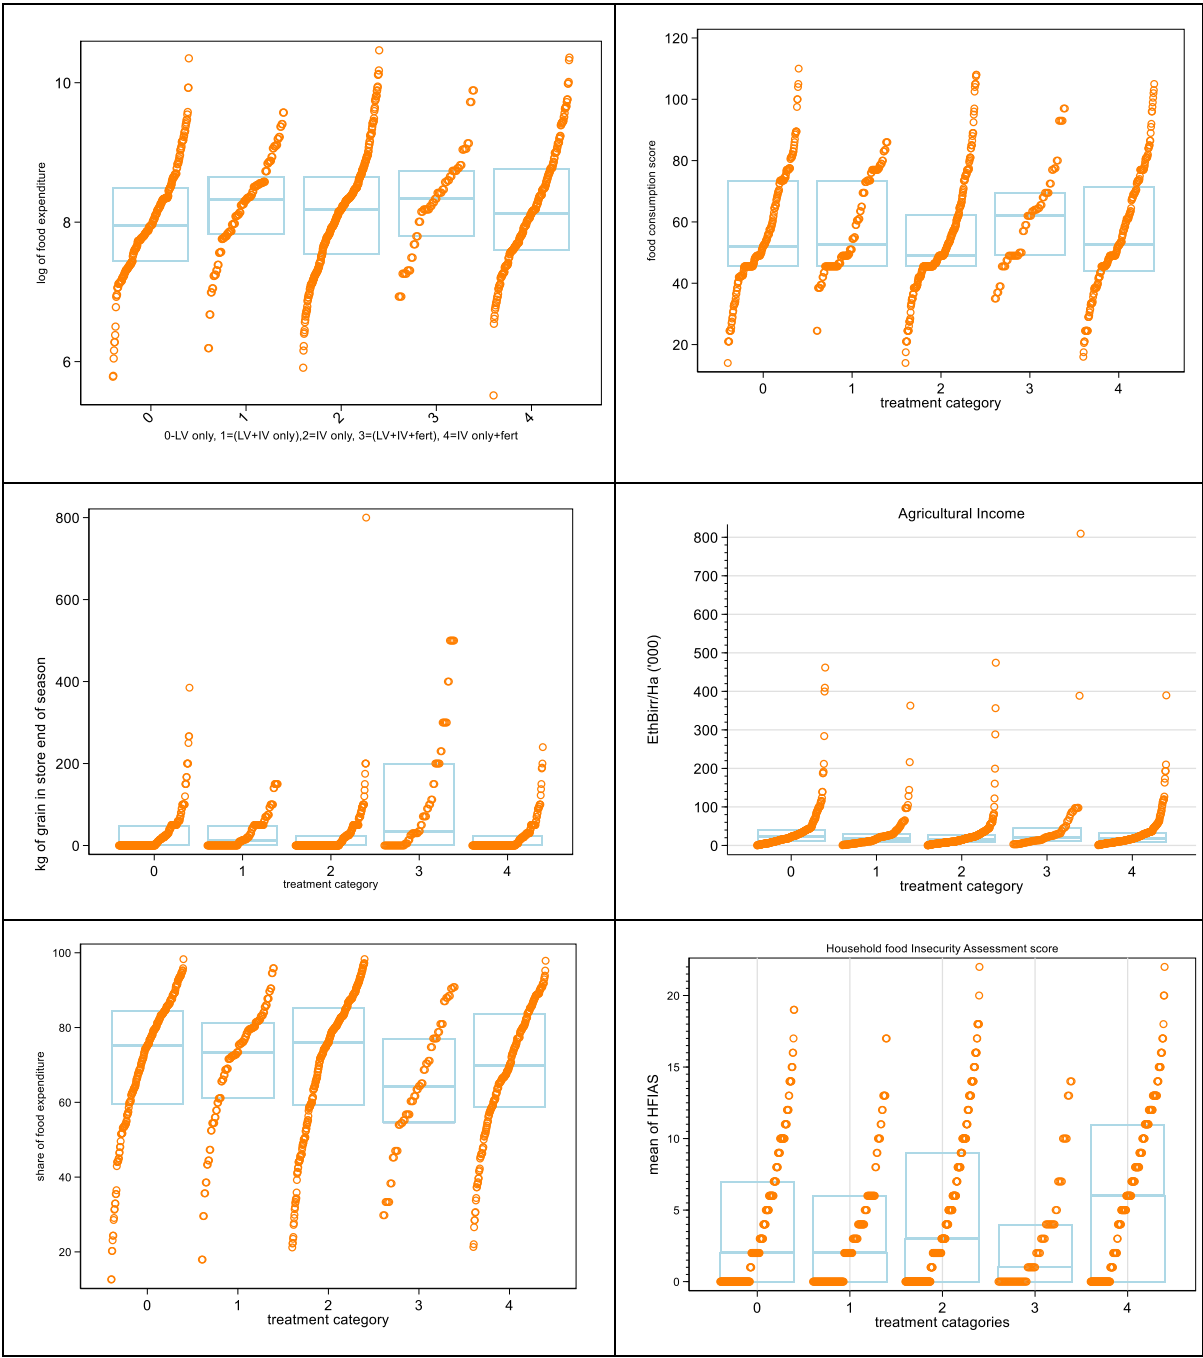 log of food expenditure
10
8
6
0 1 2 3 4
0-LV only, 1=(LV+IV only),2=IV only, 3=(LV+IV+fert), 4=IV only+fert
food consumption score
120
100
80
60
40
20
0 1 2 3 4
treatment category
kg of grain in store end of season
800
600
400
200
0
0 1 2 3 4
treatment category
Agricultural Income
EthBirr/Ha ('000)
800
700
600
500
400
300
200
100
0
0 1 2 3 4
treatment category
share of food expenditure
100
80
60
40
20
0 1 2 3 4
treatment category
Household food Insecurity Assessment score
mean of HFIAS
20
15
10
5
0
0 1 2 3 4
treatment catagories